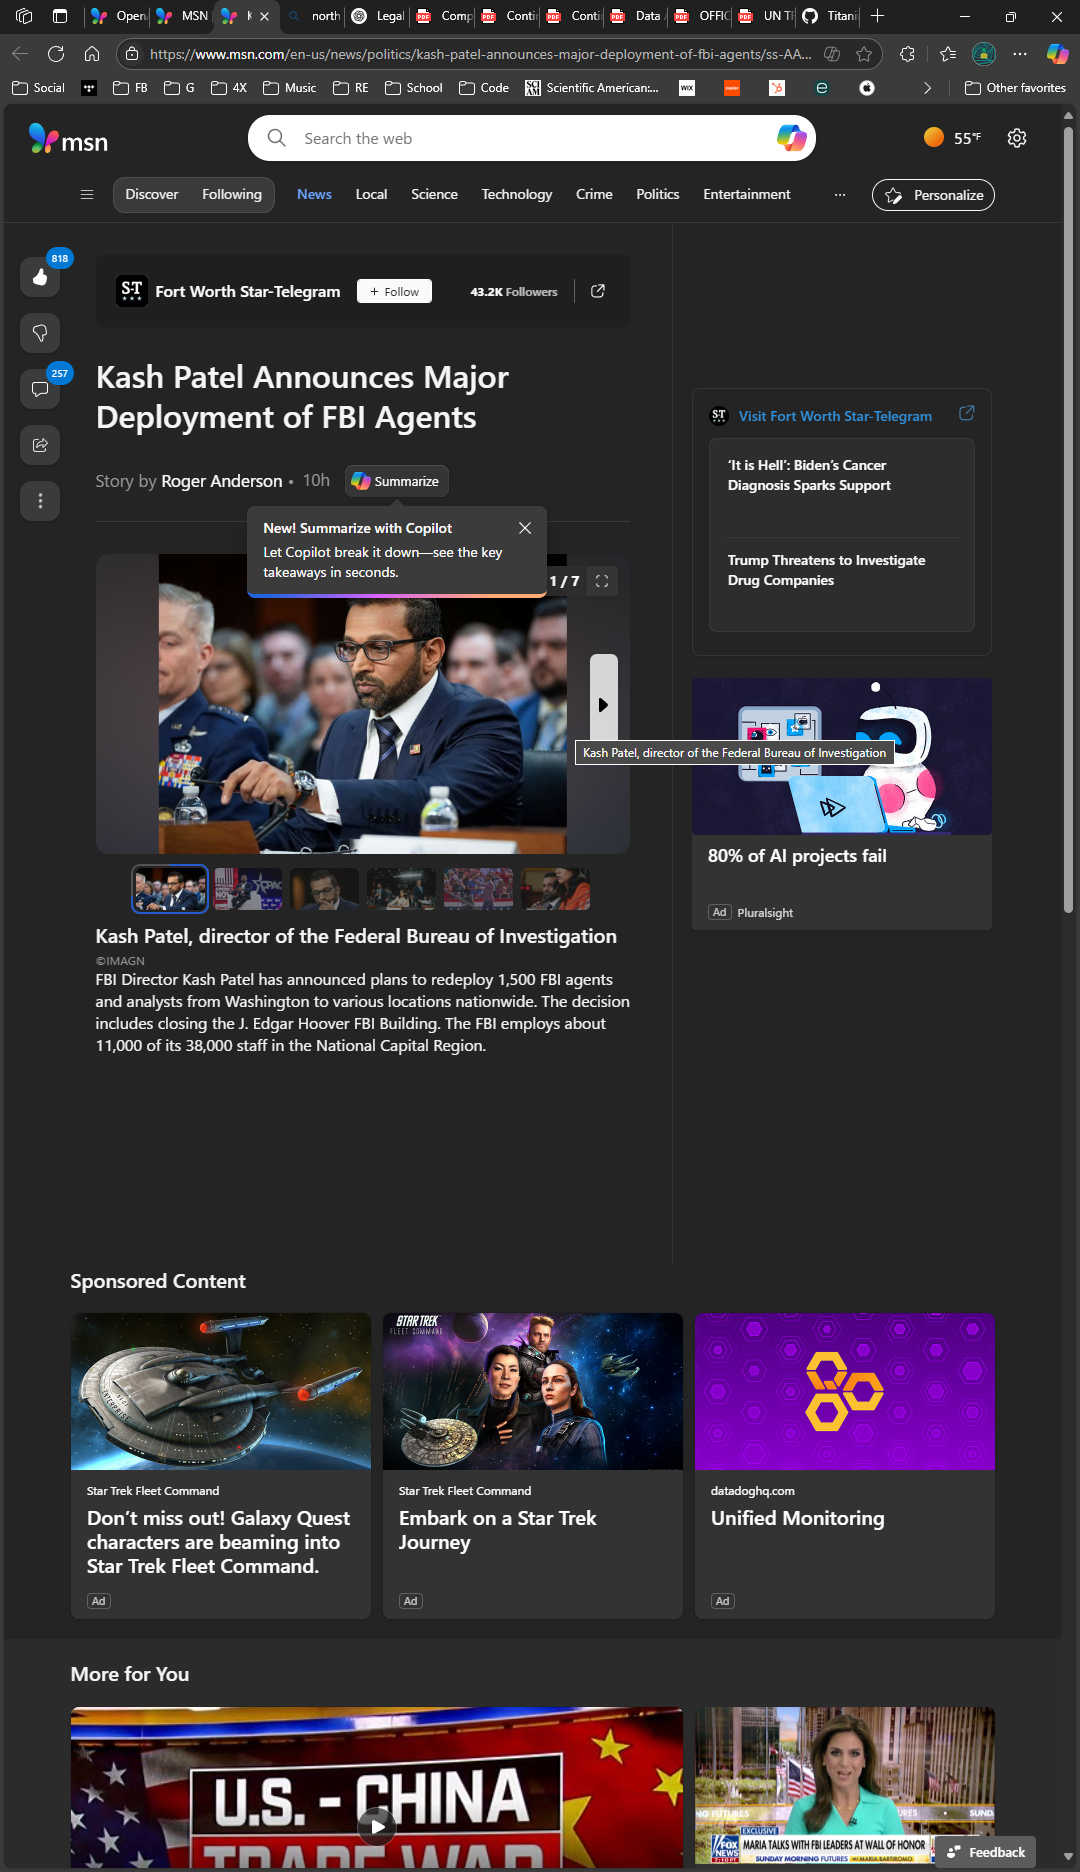 Open
MSN
K
north
Legal
Comp
Conti
Conti
Data
OFFIC
UN T
Titani
https://www.msn.com/en-us/news/politics/kash-patel-announces-major-deployment-of-fbi-agents/ss-AA...
Social
FB
G
4X
Music
RE
School
Code
Scientific American:...
WIX
zapier
Other favorites
msn
Search the web
55°F
Discover
Following
News
Local
Science
Technology
Crime
Politics
Entertainment
...
Personalize
818
257
S-T
Fort Worth Star-Telegram
+ Follow
43.2K Followers
Kash Patel Announces Major
Deployment of FBI Agents
Story by Roger Anderson • 10h
Summarize
New! Summarize with Copilot
Let Copilot break it down—see the key
takeaways in seconds.
1 / 7
S-T
Visit Fort Worth Star-Telegram
‘It is Hell’: Biden’s Cancer
Diagnosis Sparks Support
Trump Threatens to Investigate
Drug Companies
Kash Patel, director of the Federal Bureau of Investigation
80% of AI projects fail
Ad Pluralsight
CPAC
Kash Patel, director of the Federal Bureau of Investigation
©IMAGN
FBI Director Kash Patel has announced plans to redeploy 1,500 FBI agents
and analysts from Washington to various locations nationwide. The decision
includes closing the J. Edgar Hoover FBI Building. The FBI employs about
11,000 of its 38,000 staff in the National Capital Region.
Sponsored Content
ENTERPRISE
Star Trek Fleet Command
Don’t miss out! Galaxy Quest
characters are beaming into
Star Trek Fleet Command.
Ad
STAR TREK
FLEET COMMAND
Star Trek Fleet Command
Embark on a Star Trek
Journey
Ad
datadoghq.com
Unified Monitoring
Ad
More for You
U.S. - CHINA
TRADE WAR
NG FUTURES
URES
SUND
EXCLUSIVE
FOX
NEWS
MARIA TALKS WITH FBI LEADERS AT WALL OF HONOR
SUNDAY MORNING FUTURES w/MARIA BARTIROMO
Feedback